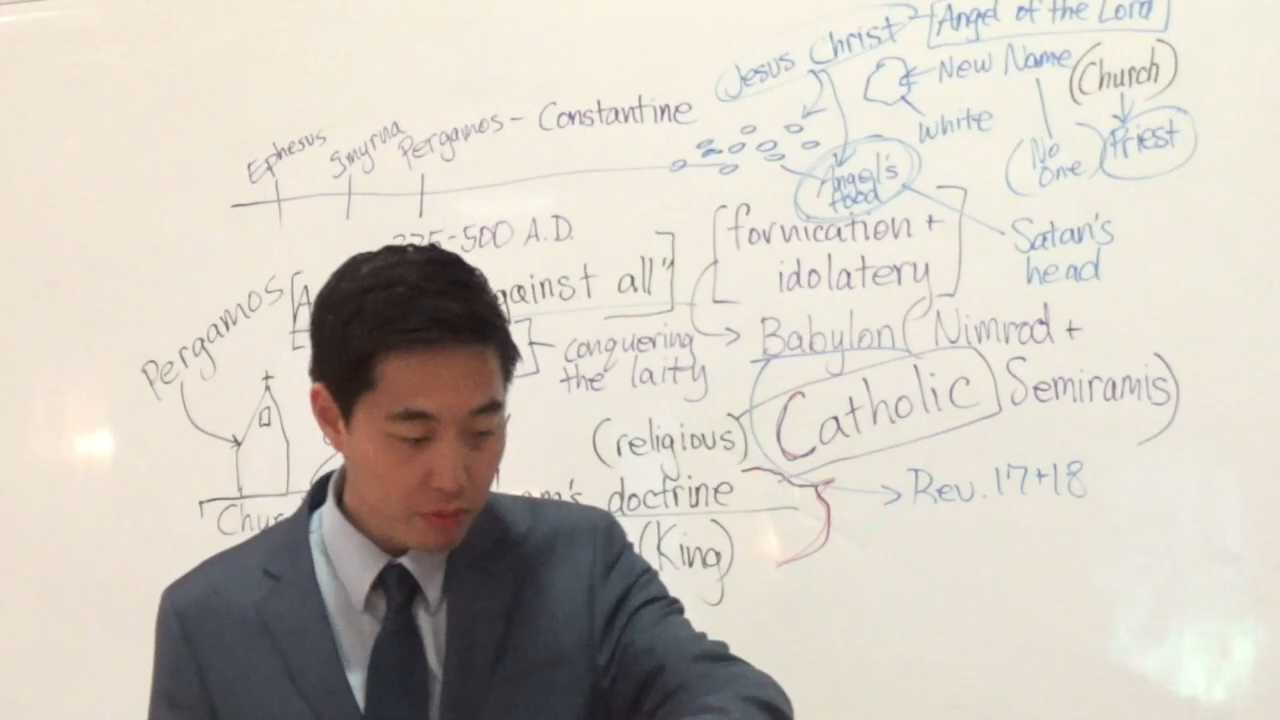 Jesus Christ
Angel of the Lord
New Name
(Church)
White
(No
One)
Priest
Angel's
food
Satan's
head
Ephesus
Smyrna
Pergamos - Constantine
-500 A.D.
Pergamos
gainst all"
[fornication +
idolatery]
conquering
the laity
Babylon (Nimrod +
Semiramis)
Catholic
(religious)
doctrine
(King)
Rev. 17+18